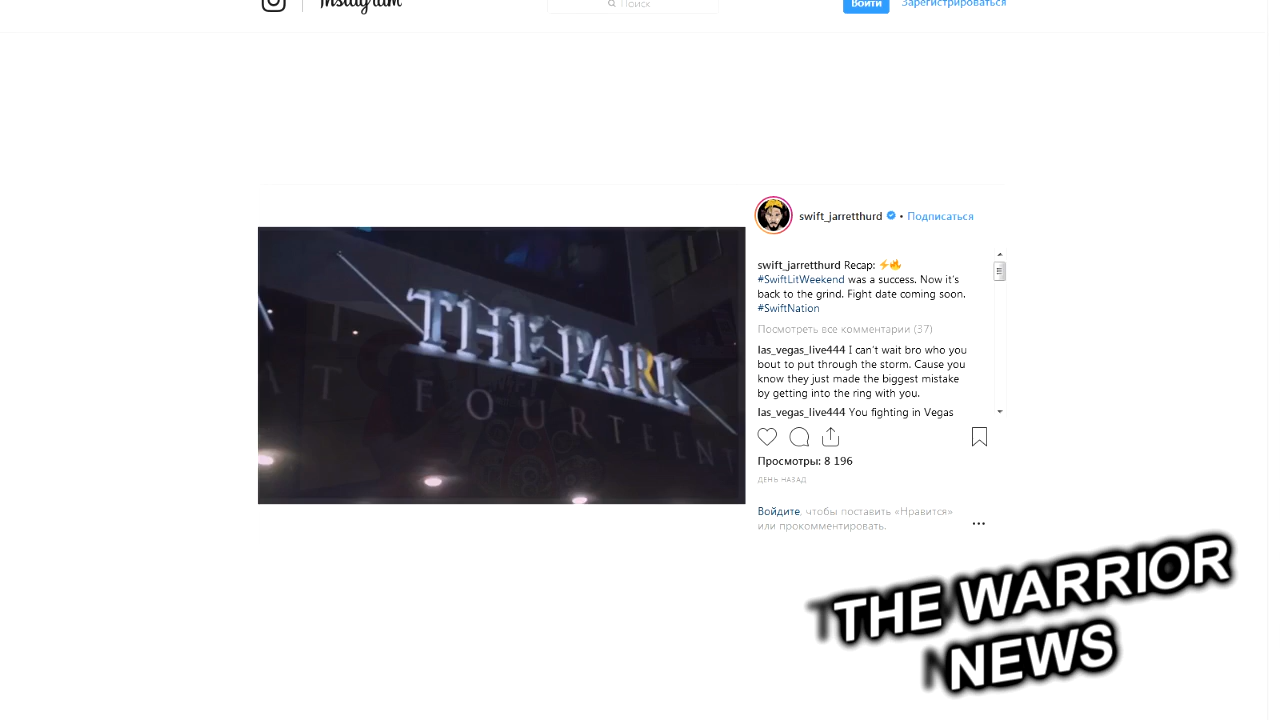 Instagram
Поиск
Войти
Зарегистрироваться
swift_jarretthurd • Подписаться
THE PARK
AT FOURTEENT
swift_jarretthurd Recap: ⚡🔥
#SwiftLitWeekend was a success. Now it's
back to the grind. Fight date coming soon.
#SwiftNation
Посмотреть все комментарии (37)
las_vegas_live444 I can't wait bro who you
bout to put through the storm. Cause you
know they just made the biggest mistake
by getting into the ring with you.
las_vegas_live444 You fighting in Vegas
Просмотры: 8 196
ДЕНЬ НАЗАД
Войдите, чтобы поставить «Нравится»
или прокомментировать.
THE WARRIOR
NEWS